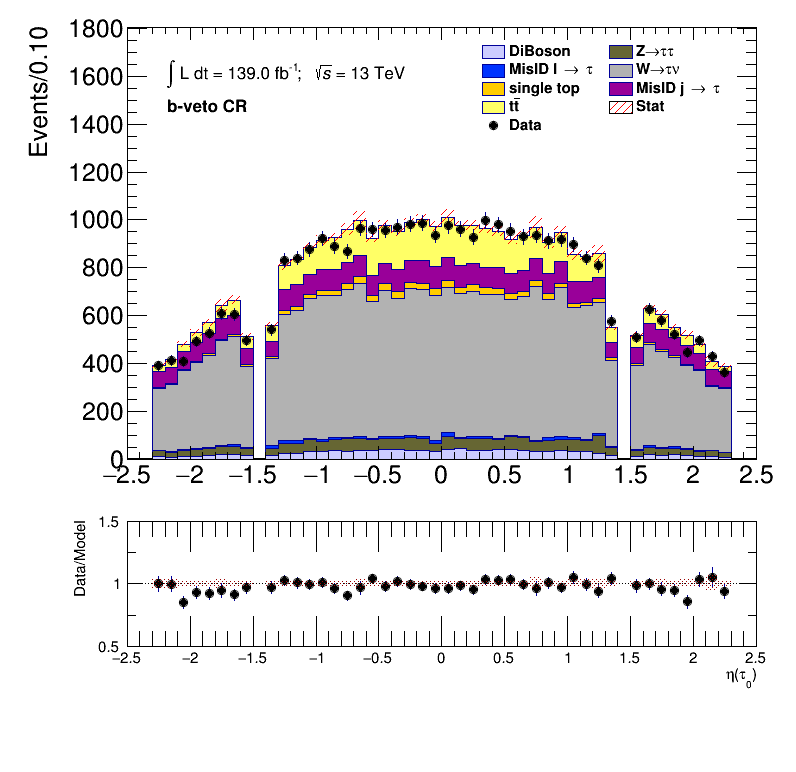 1800
1600
1400
1200
1000
800
600
400
200
0
Events/0.10
∫ L dt = 139.0 fb⁻¹; √s = 13 TeV
b-veto CR
DiBoson
Z→ττ
MisID l → τ
W→τν
single top
MisID j → τ
tt̅
Stat
Data
−2.5 −2 −1.5 −1 −0.5 0 0.5 1 1.5 2 2.5
Data/Model
1.5
1
0.5
−2.5 −2 −1.5 −1 −0.5 0 0.5 1 1.5 2 2.5
η(τ₀)